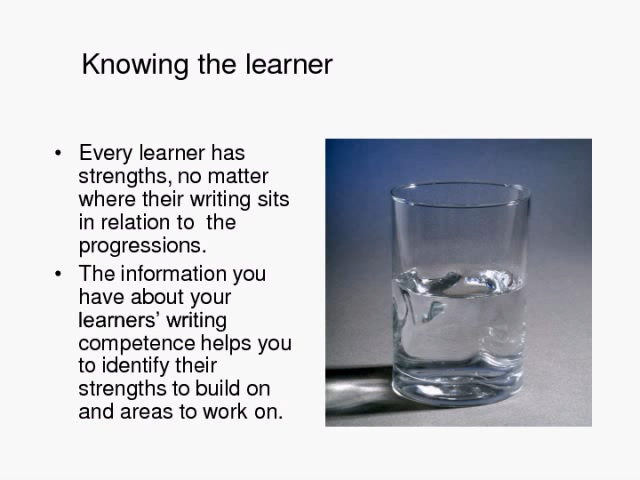 Knowing the learner
• Every learner has
strengths, no matter
where their writing sits
in relation to  the
progressions.
• The information you
have about your
learners’ writing
competence helps you
to identify their
strengths to build on
and areas to work on.